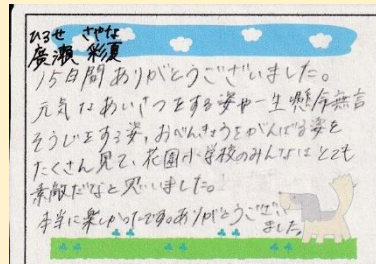 ひろせ さやな
廣瀬 彩夏
15日間ありがとうございました。
元気なあいさつをする姿や一生懸命無言
そうじをする姿、おべんきょうをがんばる姿を
たくさん見て、花園小学校のみんなはとても
素敵だなと思いました。
本当に楽しかったです。ありがとうござい
ました。